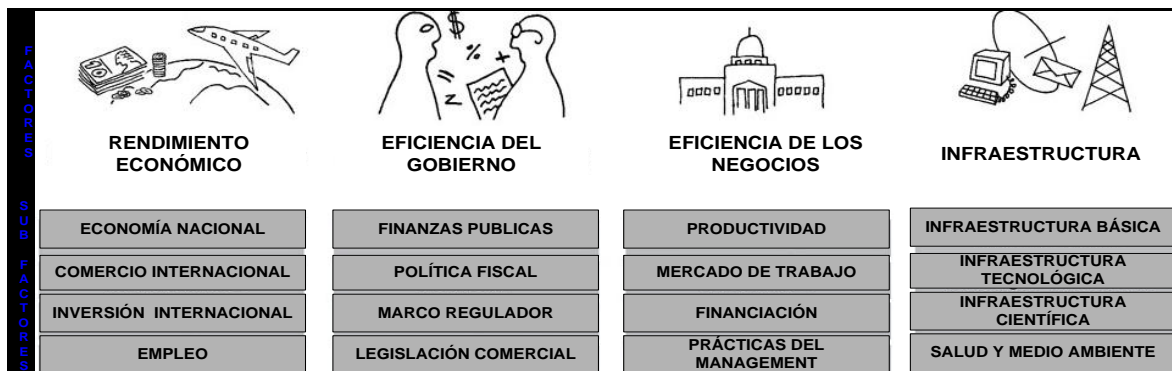 FACTORES
RENDIMIENTO
ECONÓMICO
EFICIENCIA DEL
GOBIERNO
EFICIENCIA DE LOS
NEGOCIOS
INFRAESTRUCTURA
$
%
+
=
Z
SUB FACTORES
ECONOMÍA NACIONAL
FINANZAS PUBLICAS
PRODUCTIVIDAD
INFRAESTRUCTURA BÁSICA
COMERCIO INTERNACIONAL
POLÍTICA FISCAL
MERCADO DE TRABAJO
INFRAESTRUCTURA
TECNOLÓGICA
INVERSIÓN INTERNACIONAL
MARCO REGULADOR
FINANCIACIÓN
INFRAESTRUCTURA
CIENTÍFICA
EMPLEO
LEGISLACIÓN COMERCIAL
PRÁCTICAS DEL
MANAGEMENT
SALUD Y MEDIO AMBIENTE